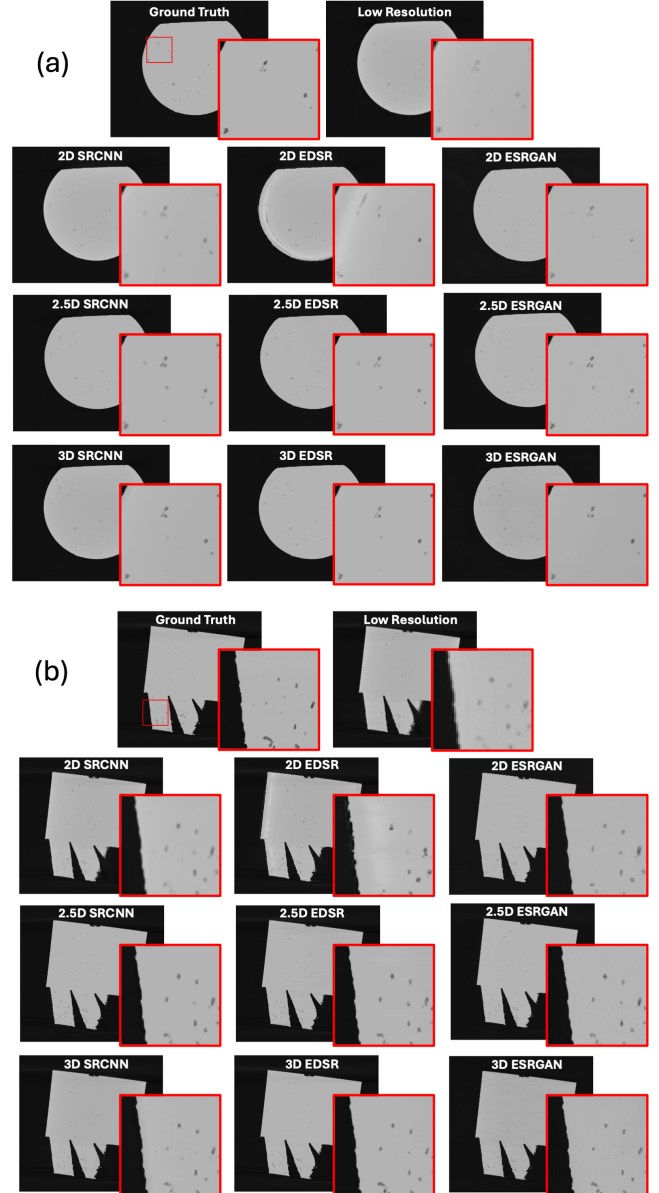 (a)
Ground Truth
Low Resolution
2D SRCNN
2D EDSR
2D ESRGAN
2.5D SRCNN
2.5D EDSR
2.5D ESRGAN
3D SRCNN
3D EDSR
3D ESRGAN
(b)
Ground Truth
Low Resolution
2D SRCNN
2D EDSR
2D ESRGAN
2.5D SRCNN
2.5D EDSR
2.5D ESRGAN
3D SRCNN
3D EDSR
3D ESRGAN